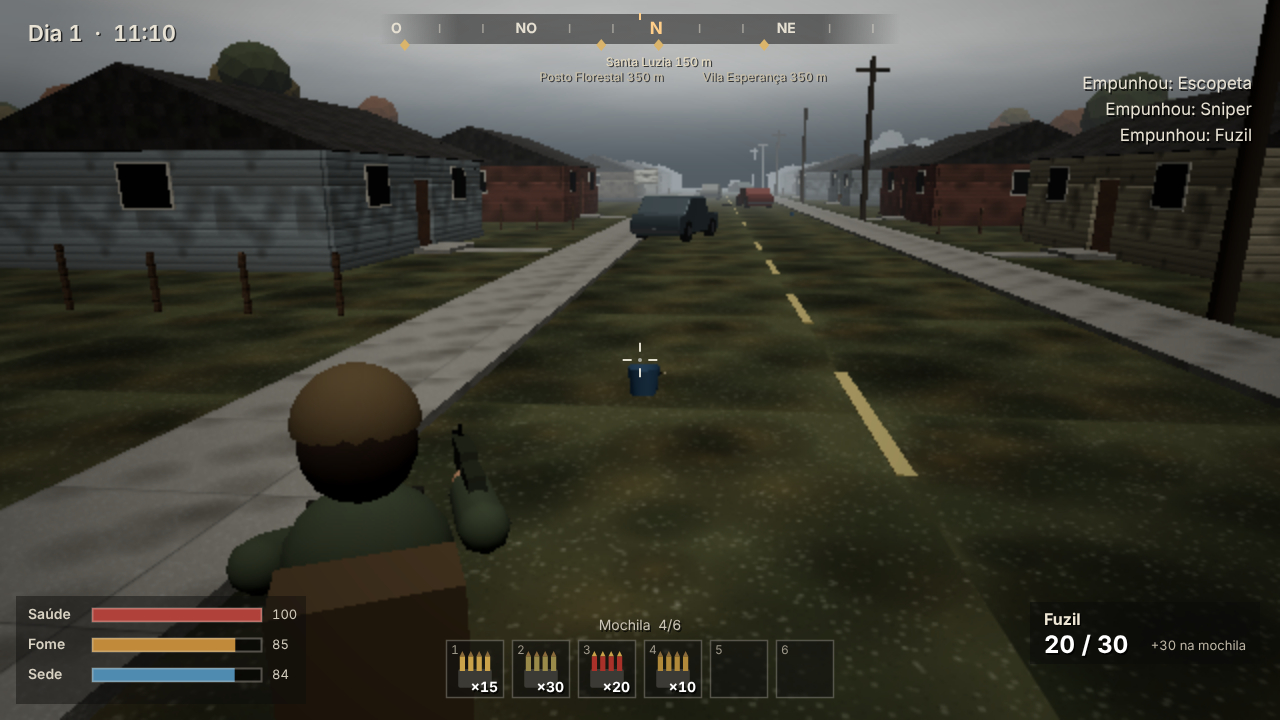 Dia 1 · 11:10
O NO N NE
Santa Luzia 150 m
Posto Florestal 350 m Vila Esperança 350 m
Empunhou: Escopeta
Empunhou: Sniper
Empunhou: Fuzil
Saúde 100
Fome 85
Sede 84
Mochila 4/6
1 2 3 4 5 6
×15 ×30 ×20 ×10
Fuzil
20 / 30 +30 na mochila